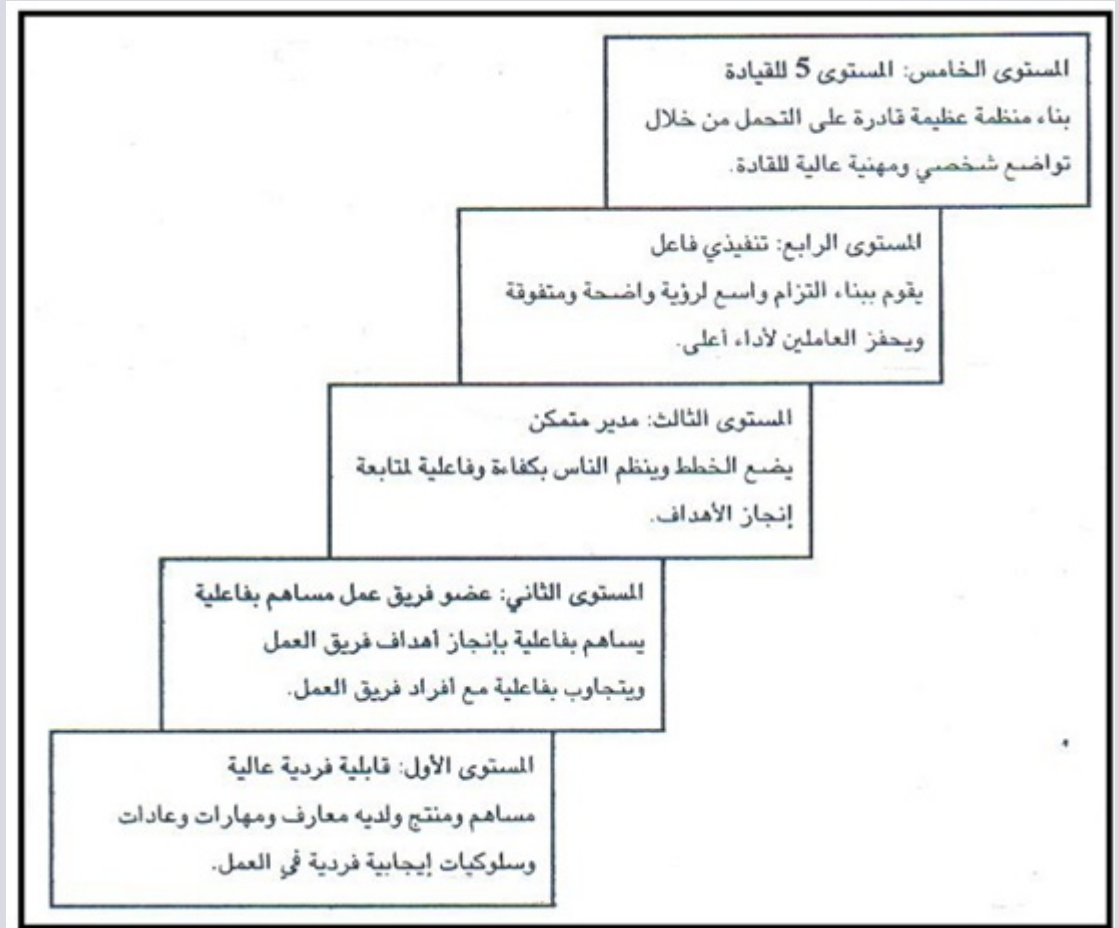 المستوى الخامس: المستوى 5 للقيادة
بناء منظمة عظيمة قادرة على التحمل من خلال
تواضع شخصي ومهنية عالية للقادة.
المستوى الرابع: تنفيذي فاعل
يقوم ببناء التزام واسع لرؤية واضحة ومتفوقة
ويحفز العاملين لأداء أعلى.
المستوى الثالث: مدير متمكن
يضع الخطط وينظم الناس بكفاءة وفاعلية لمتابعة
إنجاز الأهداف.
المستوى الثاني: عضو فريق عمل مساهم بفاعلية
يساهم بفاعلية بإنجاز أهداف فريق العمل
ويتجاوب بفاعلية مع أفراد فريق العمل.
المستوى الأول: قابلية فردية عالية
مساهم ومنتج ولديه معارف ومهارات وعادات
وسلوكيات إيجابية فردية في العمل.